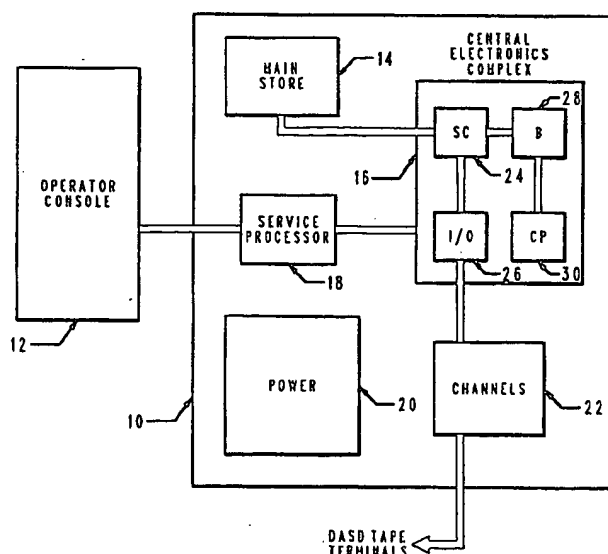 CENTRAL
ELECTRONICS
COMPLEX
MAIN
STORE
14
28
SC
B
16
24
OPERATOR
CONSOLE
SERVICE
PROCESSOR
18
I/O
CP
26
30
12
POWER
20
CHANNELS
22
10
DASD TAPE
TERMINALS